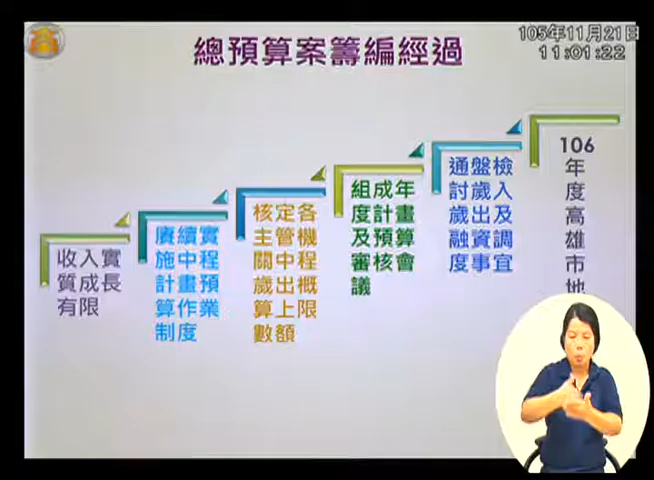 105年11月21日
11:01:22
總預算案籌編經過
收入實
質成長
有限
賡續實
施中程
計畫預
算作業
制度
核定各
主管機
關中程
歲出概
算上限
數額
組成年
度計畫
及預算
審核會
議
通盤檢
討歲入
歲出及
融資調
度事宜
106
年
度
高
雄
市
地